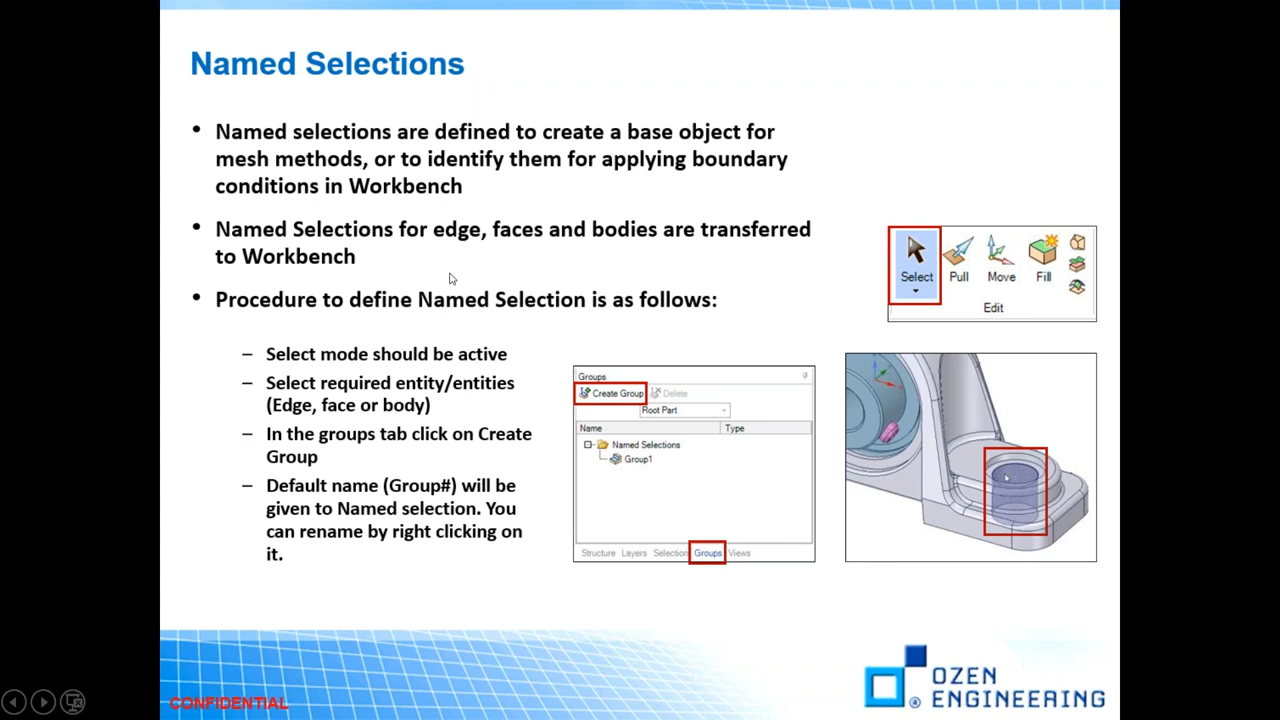 Named Selections
• Named selections are defined to create a base object for
mesh methods, or to identify them for applying boundary
conditions in Workbench
• Named Selections for edge, faces and bodies are transferred
to Workbench
• Procedure to define Named Selection is as follows:
– Select mode should be active
– Select required entity/entities
(Edge, face or body)
– In the groups tab click on Create
Group
– Default name (Group#) will be
given to Named selection. You
can rename by right clicking on
it.
Groups
Create Group Delete
Root Part
Name Type
Named Selections
Group1
Structure Layers Selection Groups Views
Select Pull Move Fill
Edit
CONFIDENTIAL
OZEN
® ENGINEERING